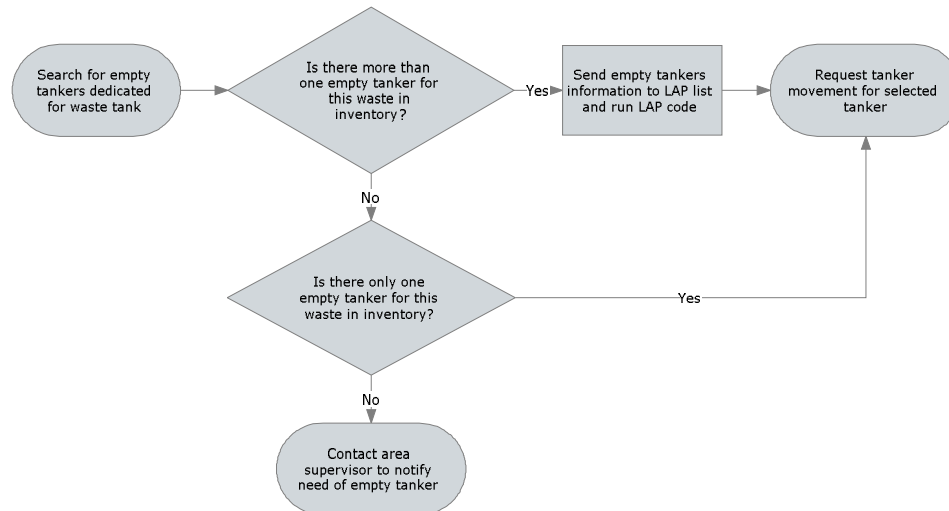 Search for empty
tankers dedicated
for waste tank
Is there more than
one empty tanker for
this waste in
inventory?
Yes
Send empty tankers
information to LAP list
and run LAP code
Request tanker
movement for selected
tanker
No
Is there only one
empty tanker for this
waste in inventory?
Yes
No
Contact area
supervisor to notify
need of empty tanker